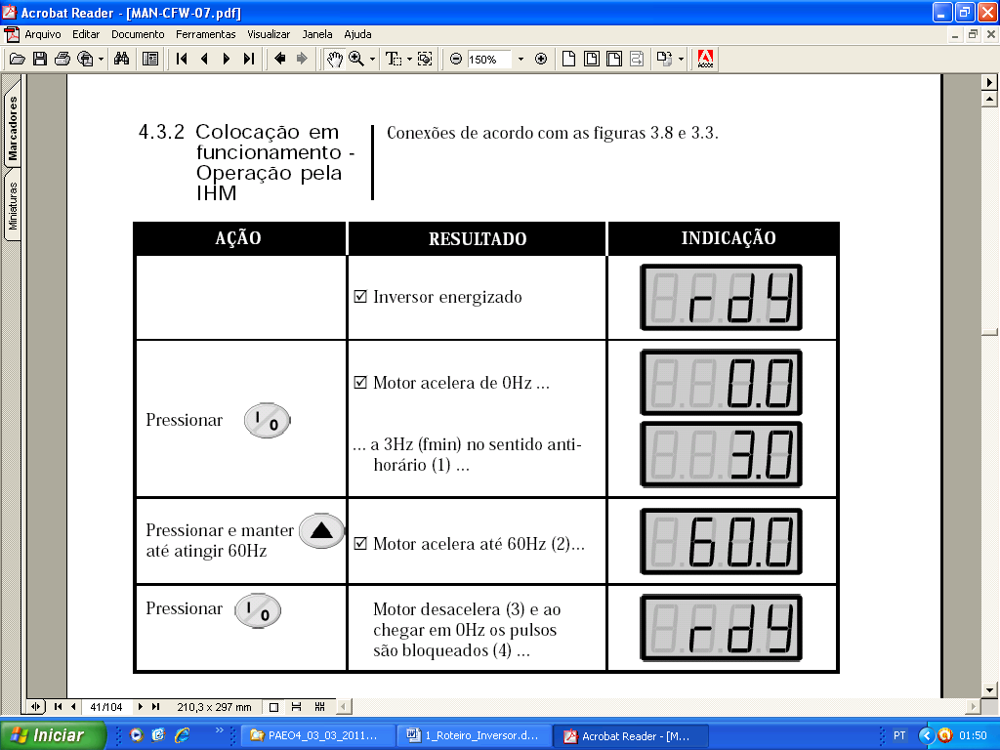 Acrobat Reader - [MAN-CFW-07.pdf]
Arquivo Editar Documento Ferramentas Visualizar Janela Ajuda
150%
Marcadores
Miniaturas
4.3.2 Colocação em
funcionamento -
Operação pela
IHM
Conexões de acordo com as figuras 3.8 e 3.3.
AÇÃO RESULTADO INDICAÇÃO
Inversor energizado
rdy
Pressionar I/0
Motor acelera de 0Hz ...
0.0
... a 3Hz (fmin) no sentido anti-
horário (1) ...
3.0
Pressionar e manter
até atingir 60Hz
Motor acelera até 60Hz (2)...
60.0
Pressionar I/0
Motor desacelera (3) e ao
chegar em 0Hz os pulsos
são bloqueados (4) ...
rdy
41/104 210,3 x 297 mm
Iniciar » PAEO4_03_03_2011... 1_Roteiro_Inversor.d... Acrobat Reader - [M... PT 01:50